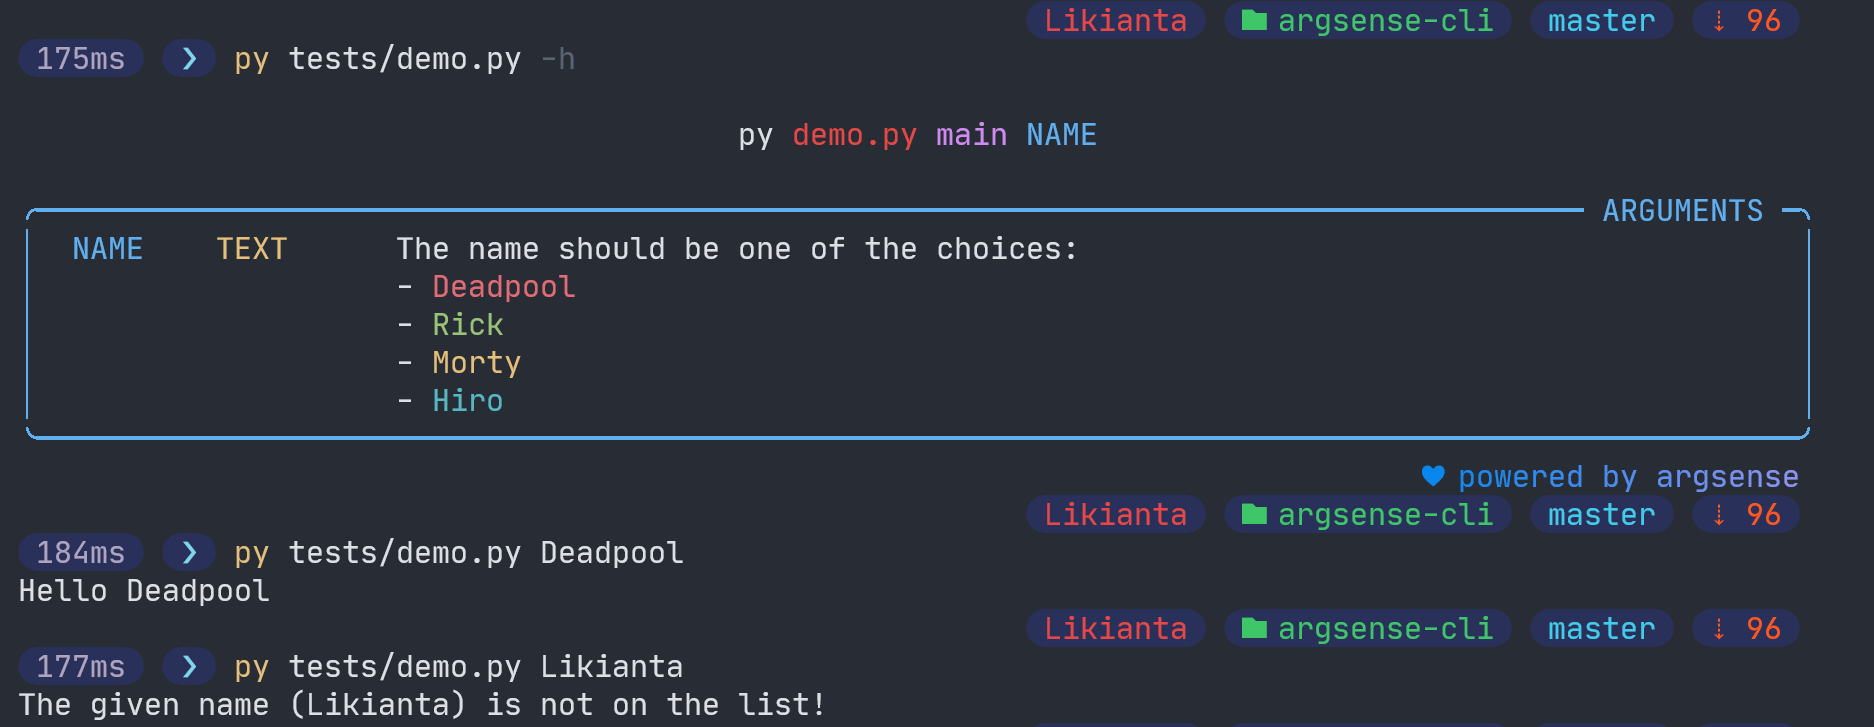 Likianta argsense-cli master ⇣ 96
175ms ❯ py tests/demo.py -h
py demo.py main NAME
ARGUMENTS
NAME TEXT The name should be one of the choices:
- Deadpool
- Rick
- Morty
- Hiro
♥ powered by argsense
Likianta argsense-cli master ⇣ 96
184ms ❯ py tests/demo.py Deadpool
Hello Deadpool
Likianta argsense-cli master ⇣ 96
177ms ❯ py tests/demo.py Likianta
The given name (Likianta) is not on the list!